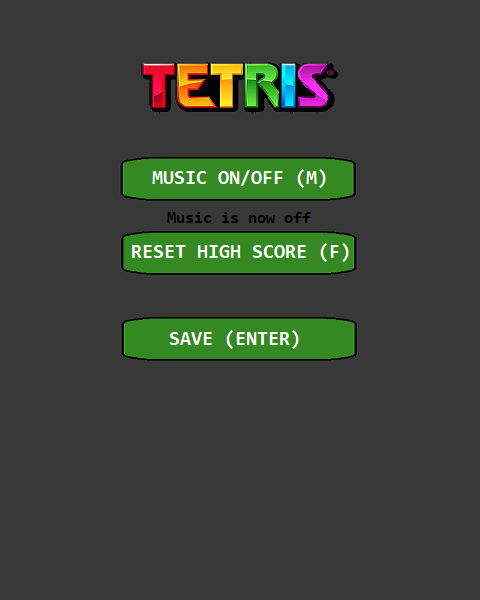 TETRIS
MUSIC ON/OFF (M)
Music is now off
RESET HIGH SCORE (F)
SAVE (ENTER)